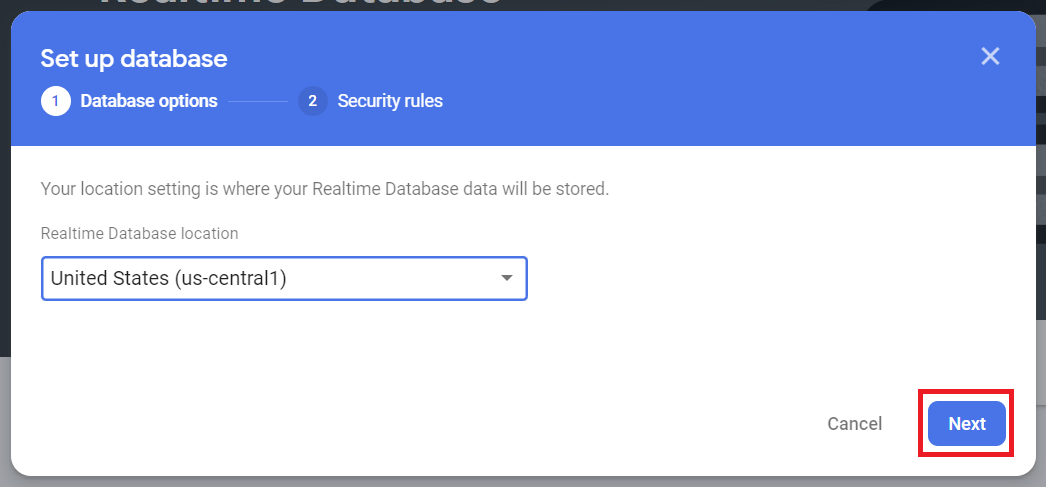 Realtime Database
Set up database
1 Database options 2 Security rules
Your location setting is where your Realtime Database data will be stored.
Realtime Database location
United States (us-central1)
Cancel Next